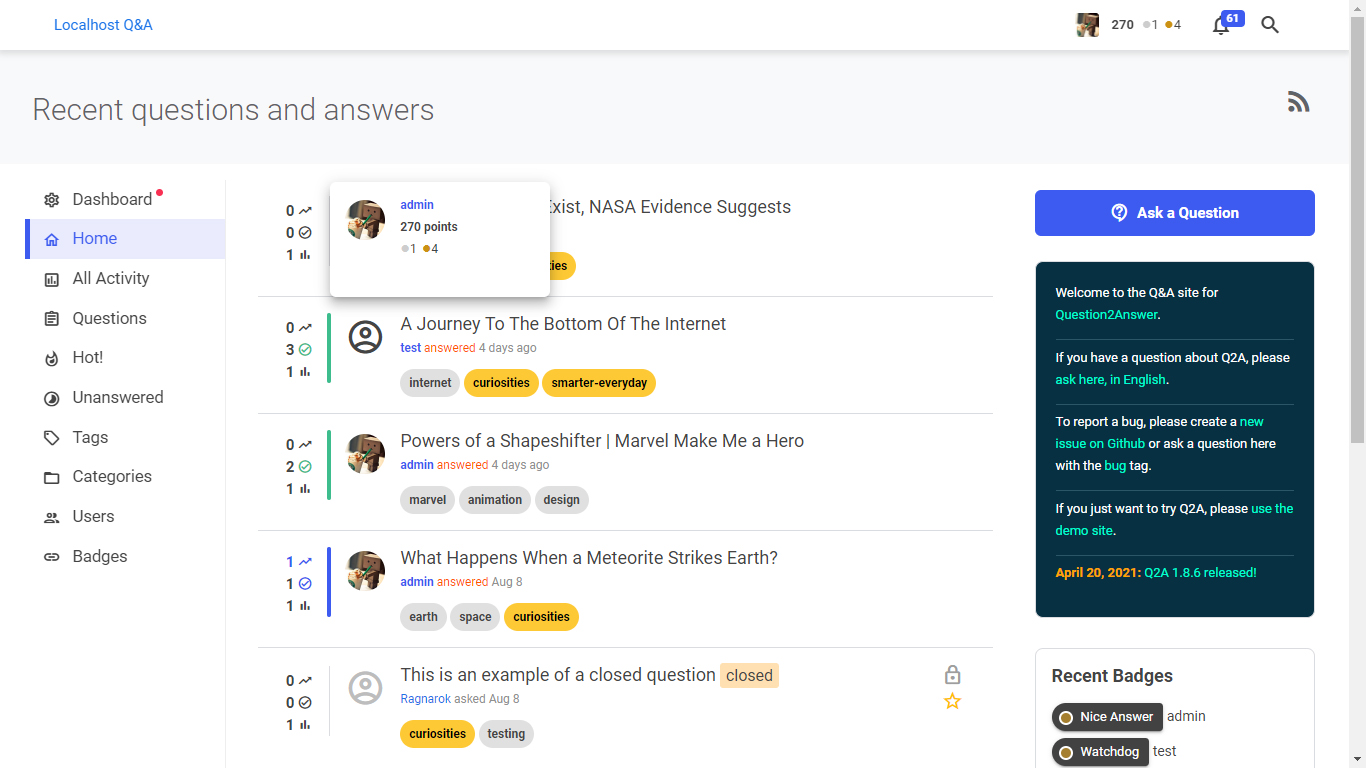 Localhost Q&A
270 1 4
61
Recent questions and answers
Dashboard
Home
All Activity
Questions
Hot!
Unanswered
Tags
Categories
Users
Badges
0
0
1
admin
270 points
1 4
Exist, NASA Evidence Suggests
ies
0
3
1
A Journey To The Bottom Of The Internet
test answered 4 days ago
internet curiosities smarter-everyday
0
2
1
Powers of a Shapeshifter | Marvel Make Me a Hero
admin answered 4 days ago
marvel animation design
1
1
1
What Happens When a Meteorite Strikes Earth?
admin answered Aug 8
earth space curiosities
0
0
1
This is an example of a closed question closed
Ragnarok asked Aug 8
curiosities testing
Ask a Question
Welcome to the Q&A site for
Question2Answer.
If you have a question about Q2A, please
ask here, in English.
To report a bug, please create a new
issue on Github or ask a question here
with the bug tag.
If you just want to try Q2A, please use the
demo site.
April 20, 2021: Q2A 1.8.6 released!
Recent Badges
Nice Answer admin
Watchdog test